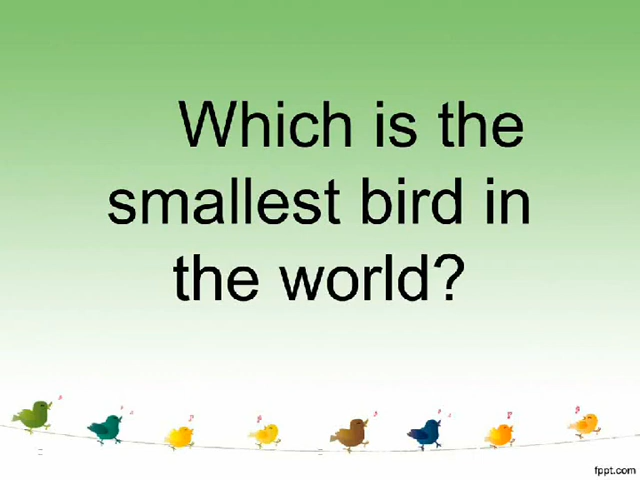 Which is the
smallest bird in
the world?
fppt.com